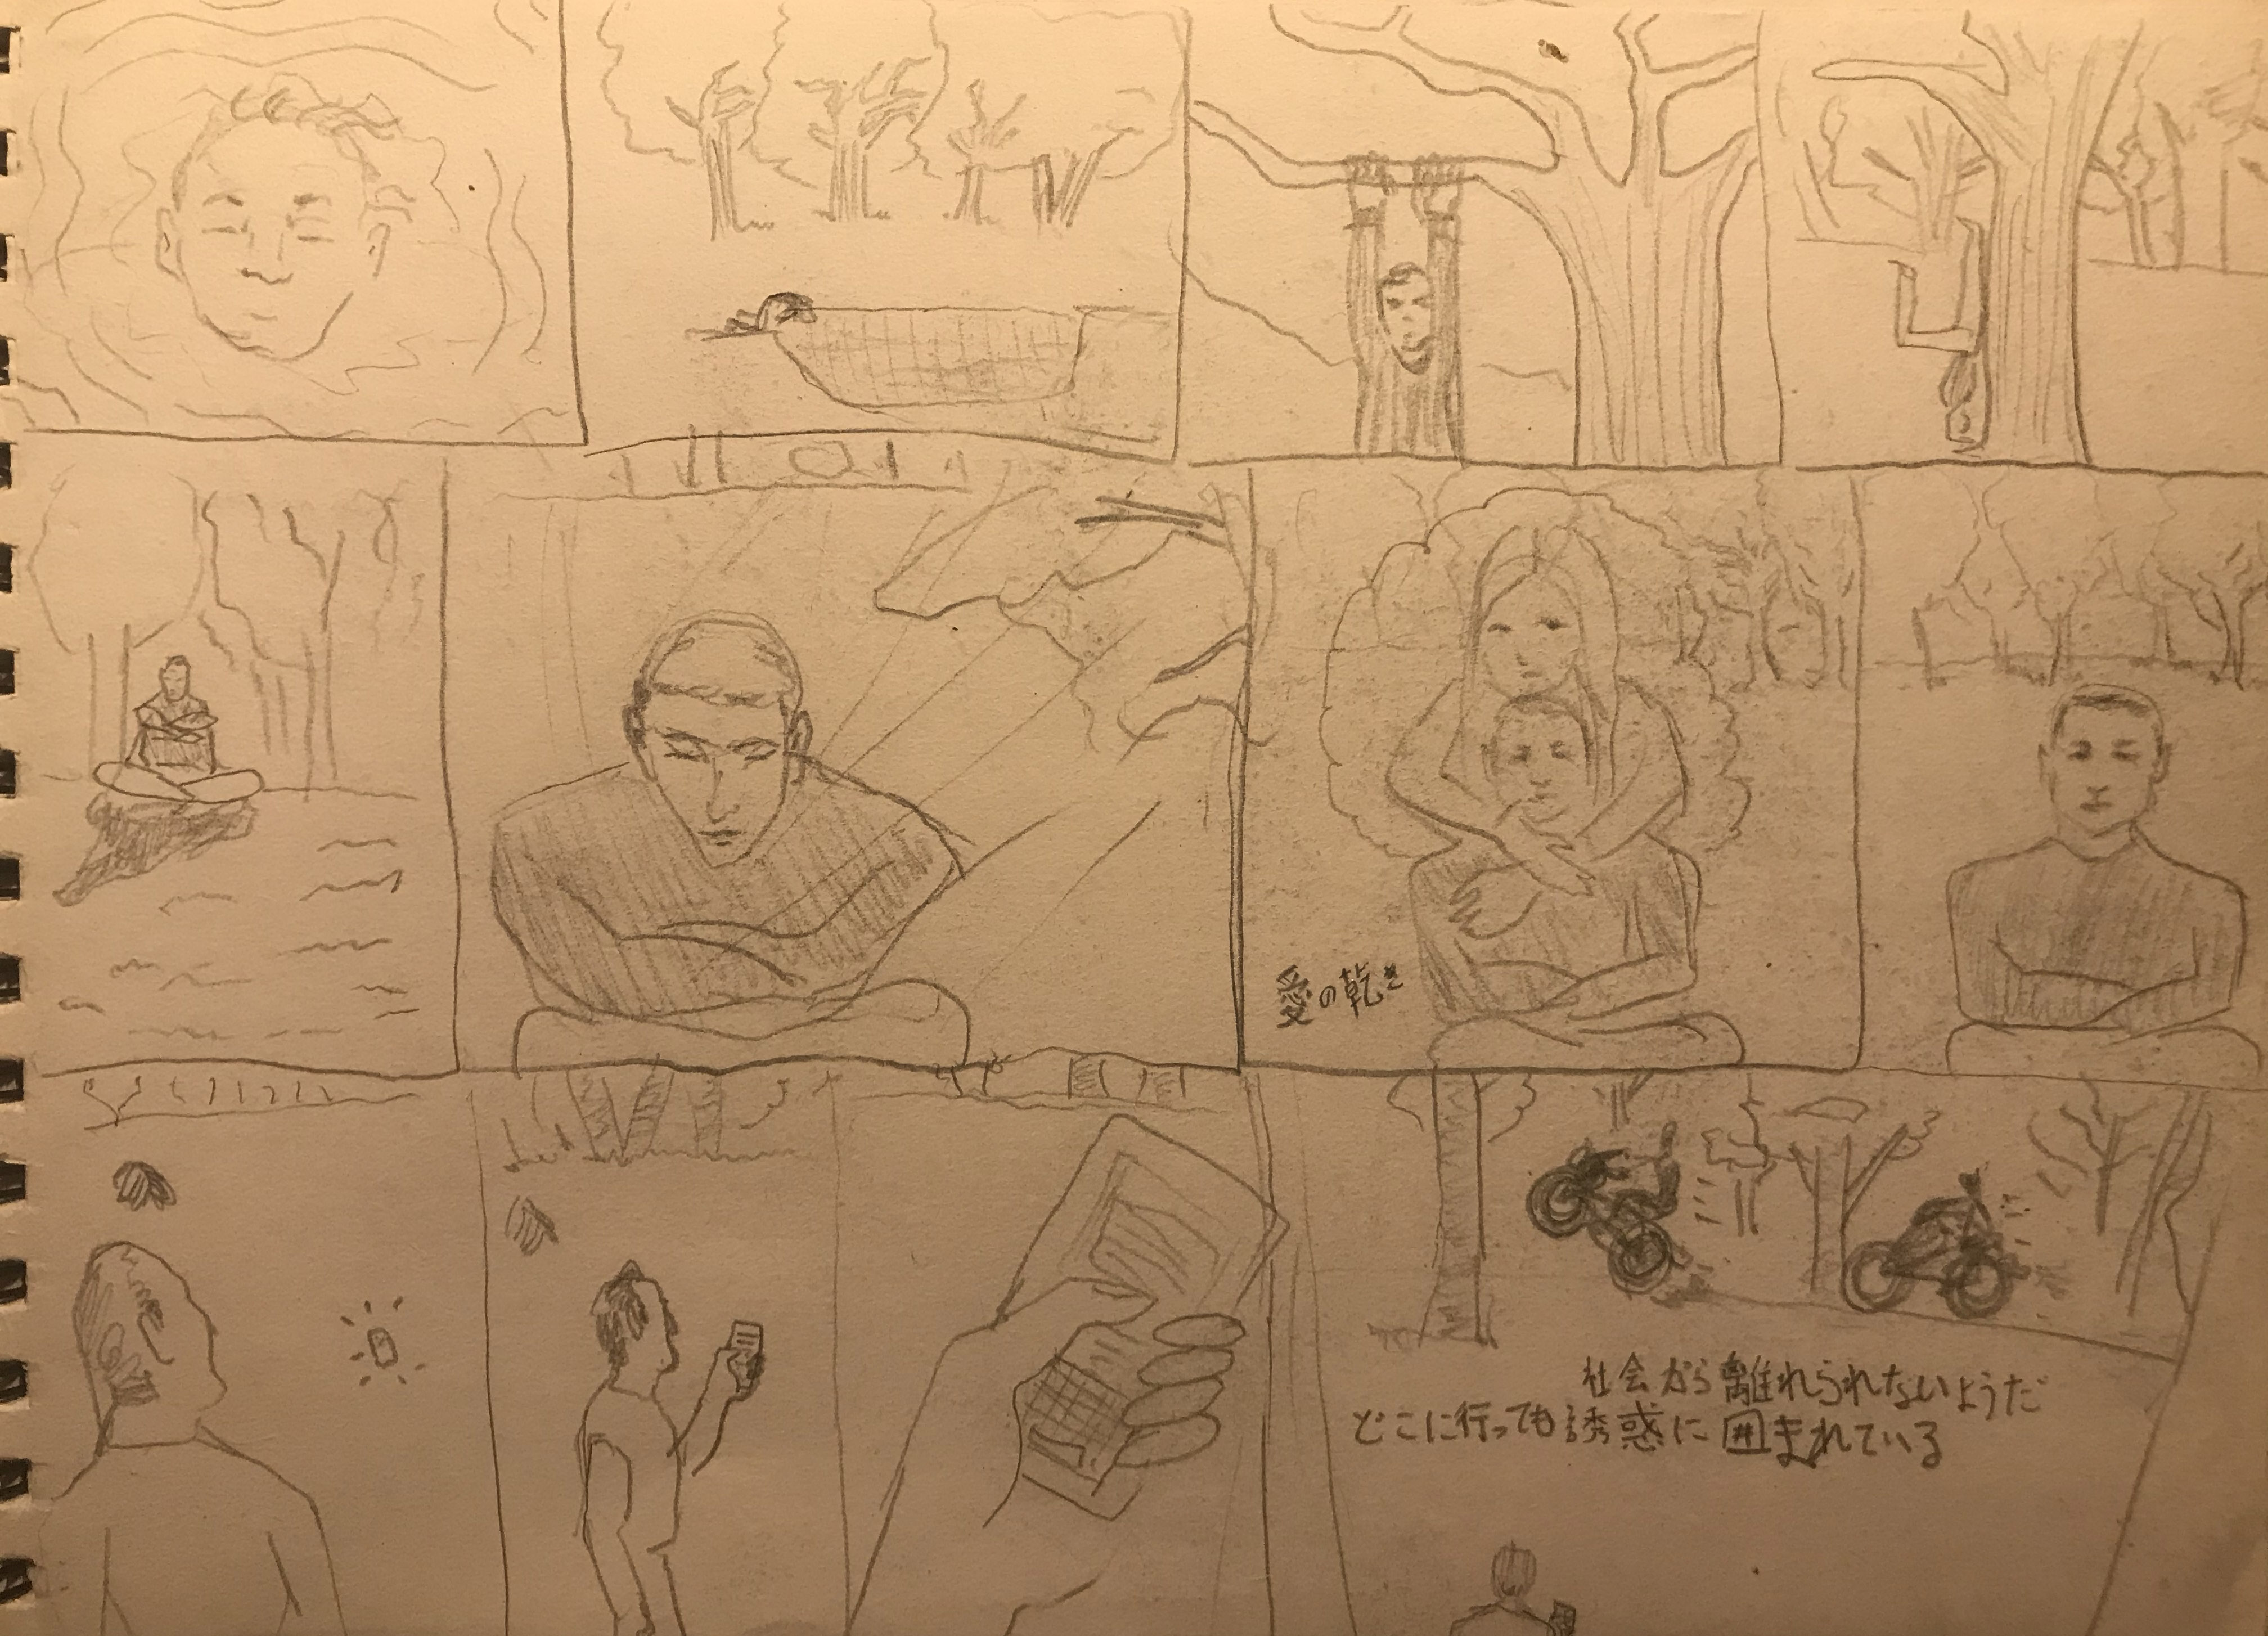 愛の乾き
社会から離れられないようだ
どこに行っても誘惑に囲まれている